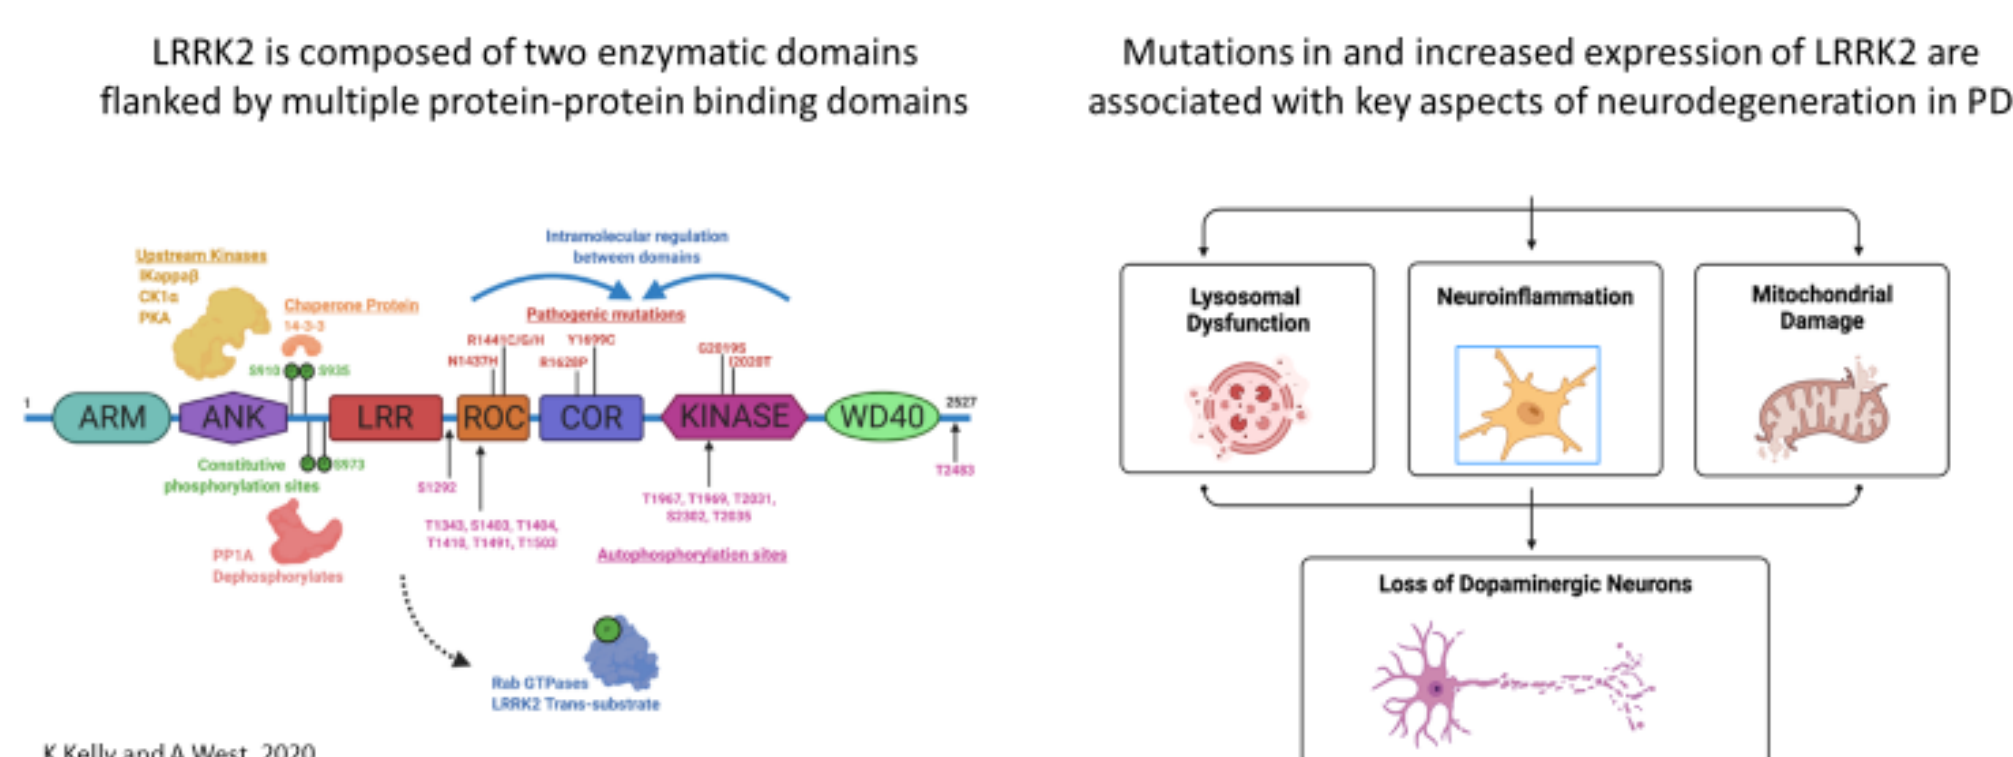 LRRK2 is composed of two enzymatic domains
flanked by multiple protein-protein binding domains
Intramolecular regulation
between domains
Upstream Kinases
IKappaβ
CK1α
PKA
Chaperone Protein
14-3-3
Pathogenic mutations
R1441C/G/H
Y1699C
N1437H
R1628P
G2019S
I2020T
S910
S935
1
ARM
ANK
LRR
ROC
COR
KINASE
WD40
2527
Constitutive
phosphorylation sites
S973
S1292
T2483
T1343, S1403, T1404,
T1410, T1491, T1503
T1967, T1969, T2031,
S2302, T2035
Autophosphorylation sites
PP1A
Dephosphorylates
Rab GTPases
LRRK2 Trans-substrate
K Kelly and A West, 2020
Mutations in and increased expression of LRRK2 are
associated with key aspects of neurodegeneration in PD
Lysosomal
Dysfunction
Neuroinflammation
Mitochondrial
Damage
Loss of Dopaminergic Neurons